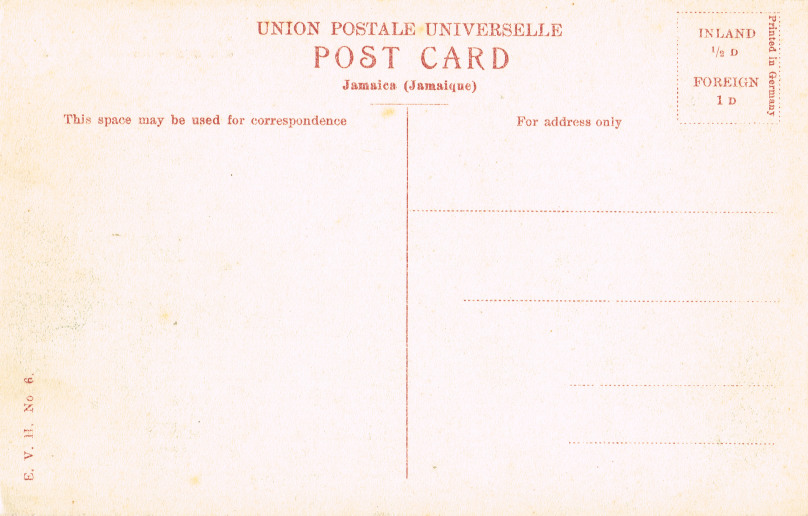 UNION POSTALE UNIVERSELLE
POST CARD
Jamaica (Jamaique)
INLAND
½ D
FOREIGN
1 D
Printed in Germany
This space may be used for correspondence
For address only
E. V. H. No 6.